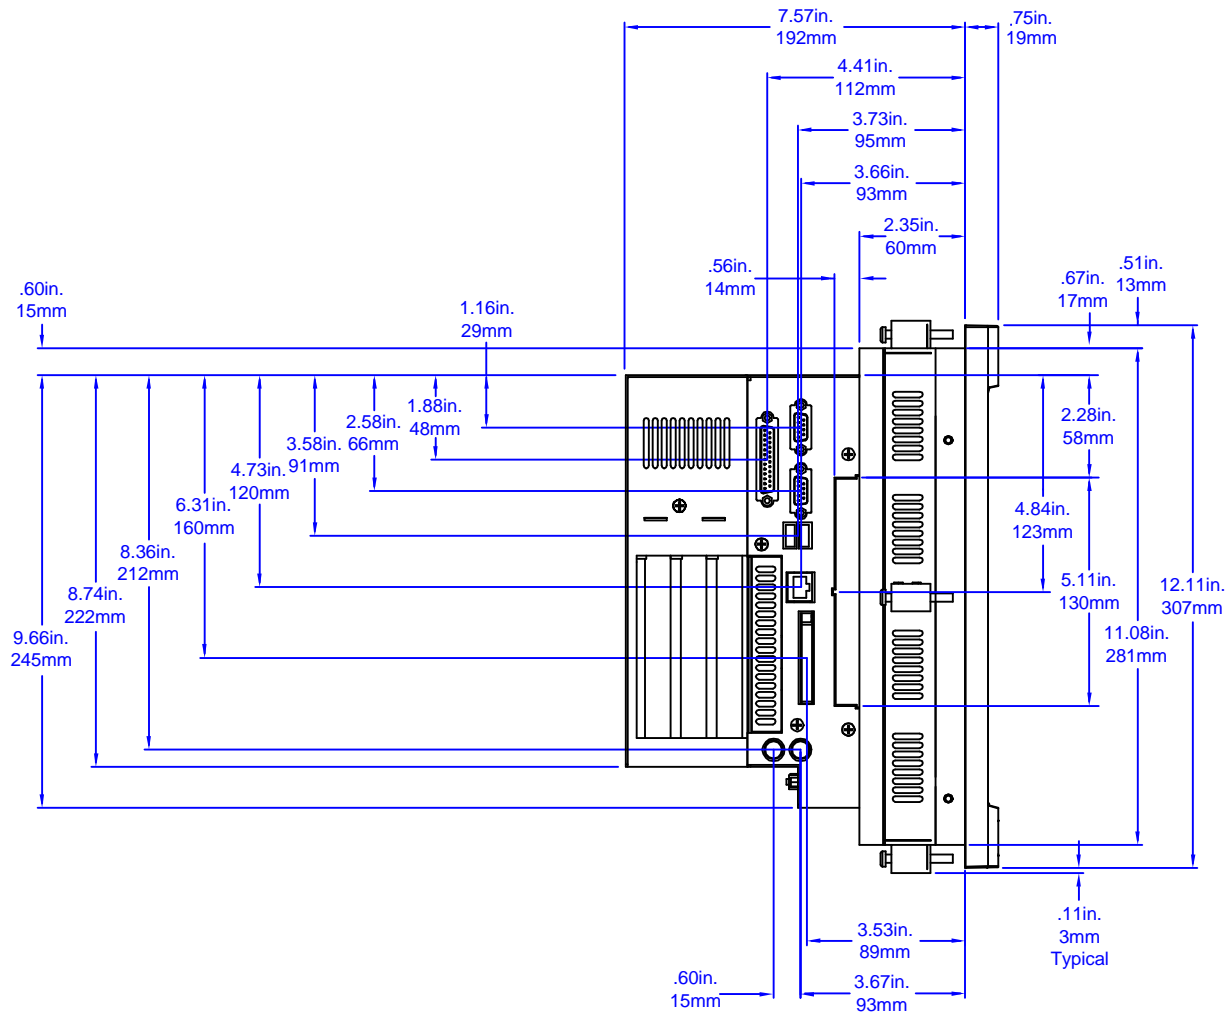 7.57in.
192mm
.75in.
19mm
4.41in.
112mm
3.73in.
95mm
3.66in.
93mm
2.35in.
60mm
.56in.
14mm
.67in.
17mm
.51in.
13mm
.60in.
15mm
1.16in.
29mm
1.88in.
48mm
2.58in.
66mm
3.58in.
91mm
4.73in.
120mm
6.31in.
160mm
8.36in.
212mm
8.74in.
222mm
9.66in.
245mm
2.28in.
58mm
4.84in.
123mm
5.11in.
130mm
12.11in.
307mm
11.08in.
281mm
.11in.
3mm
Typical
3.53in.
89mm
3.67in.
93mm
.60in.
15mm